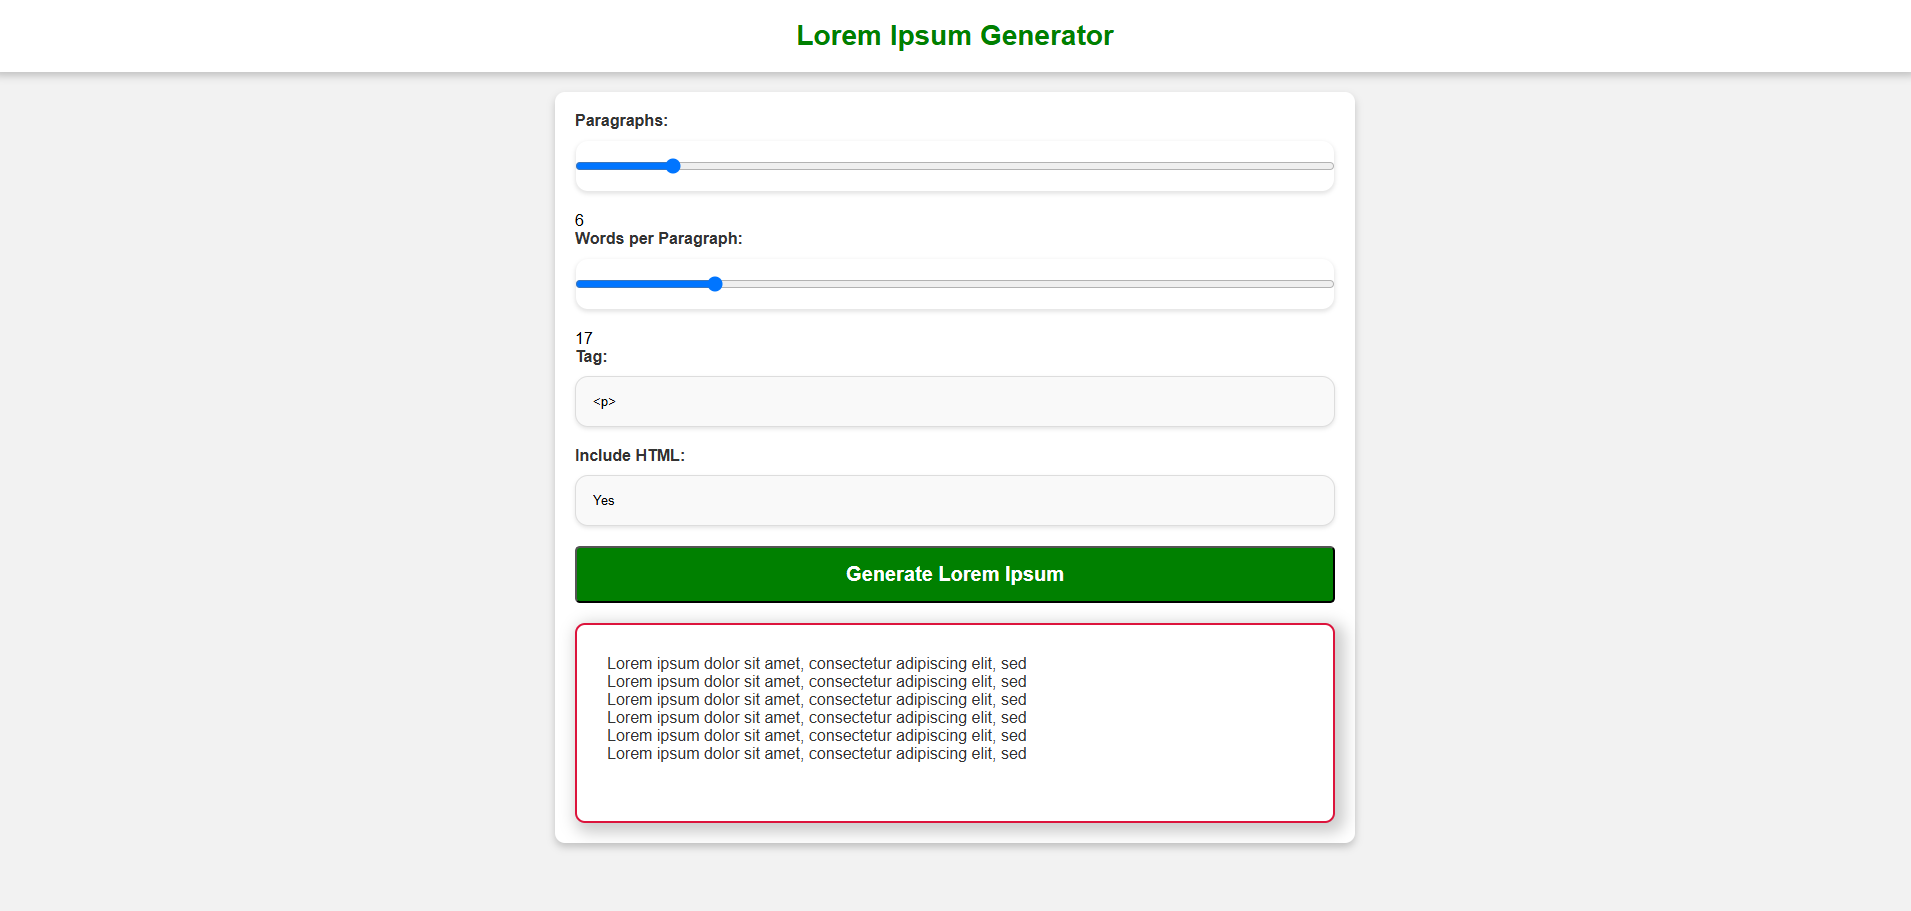 Lorem Ipsum Generator
Paragraphs:
6
Words per Paragraph:
17
Tag:
<p>
Include HTML:
Yes
Generate Lorem Ipsum
Lorem ipsum dolor sit amet, consectetur adipiscing elit, sed
Lorem ipsum dolor sit amet, consectetur adipiscing elit, sed
Lorem ipsum dolor sit amet, consectetur adipiscing elit, sed
Lorem ipsum dolor sit amet, consectetur adipiscing elit, sed
Lorem ipsum dolor sit amet, consectetur adipiscing elit, sed
Lorem ipsum dolor sit amet, consectetur adipiscing elit, sed